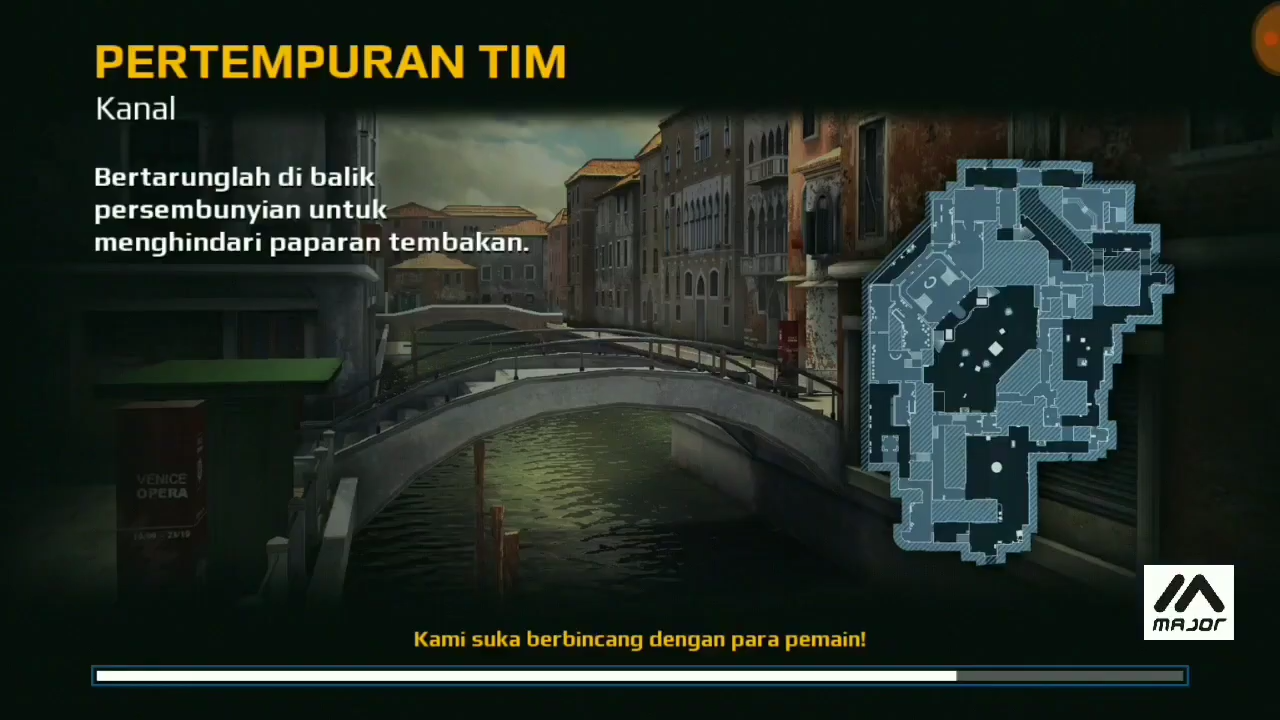 PERTEMPURAN TIM
Kanal
Bertarunglah di balik
persembunyian untuk
menghindari paparan tembakan.
VENICE
OPERA
MAJOR
Kami suka berbincang dengan para pemain!